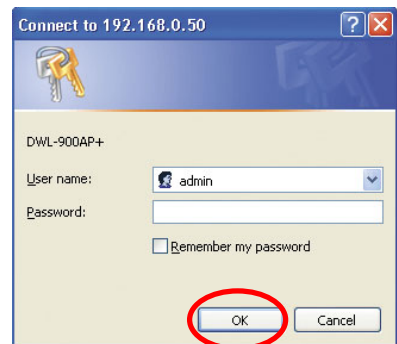 Connect to 192.168.0.50
DWL-900AP+
User name:
admin
Password:
Remember my password
OK
Cancel